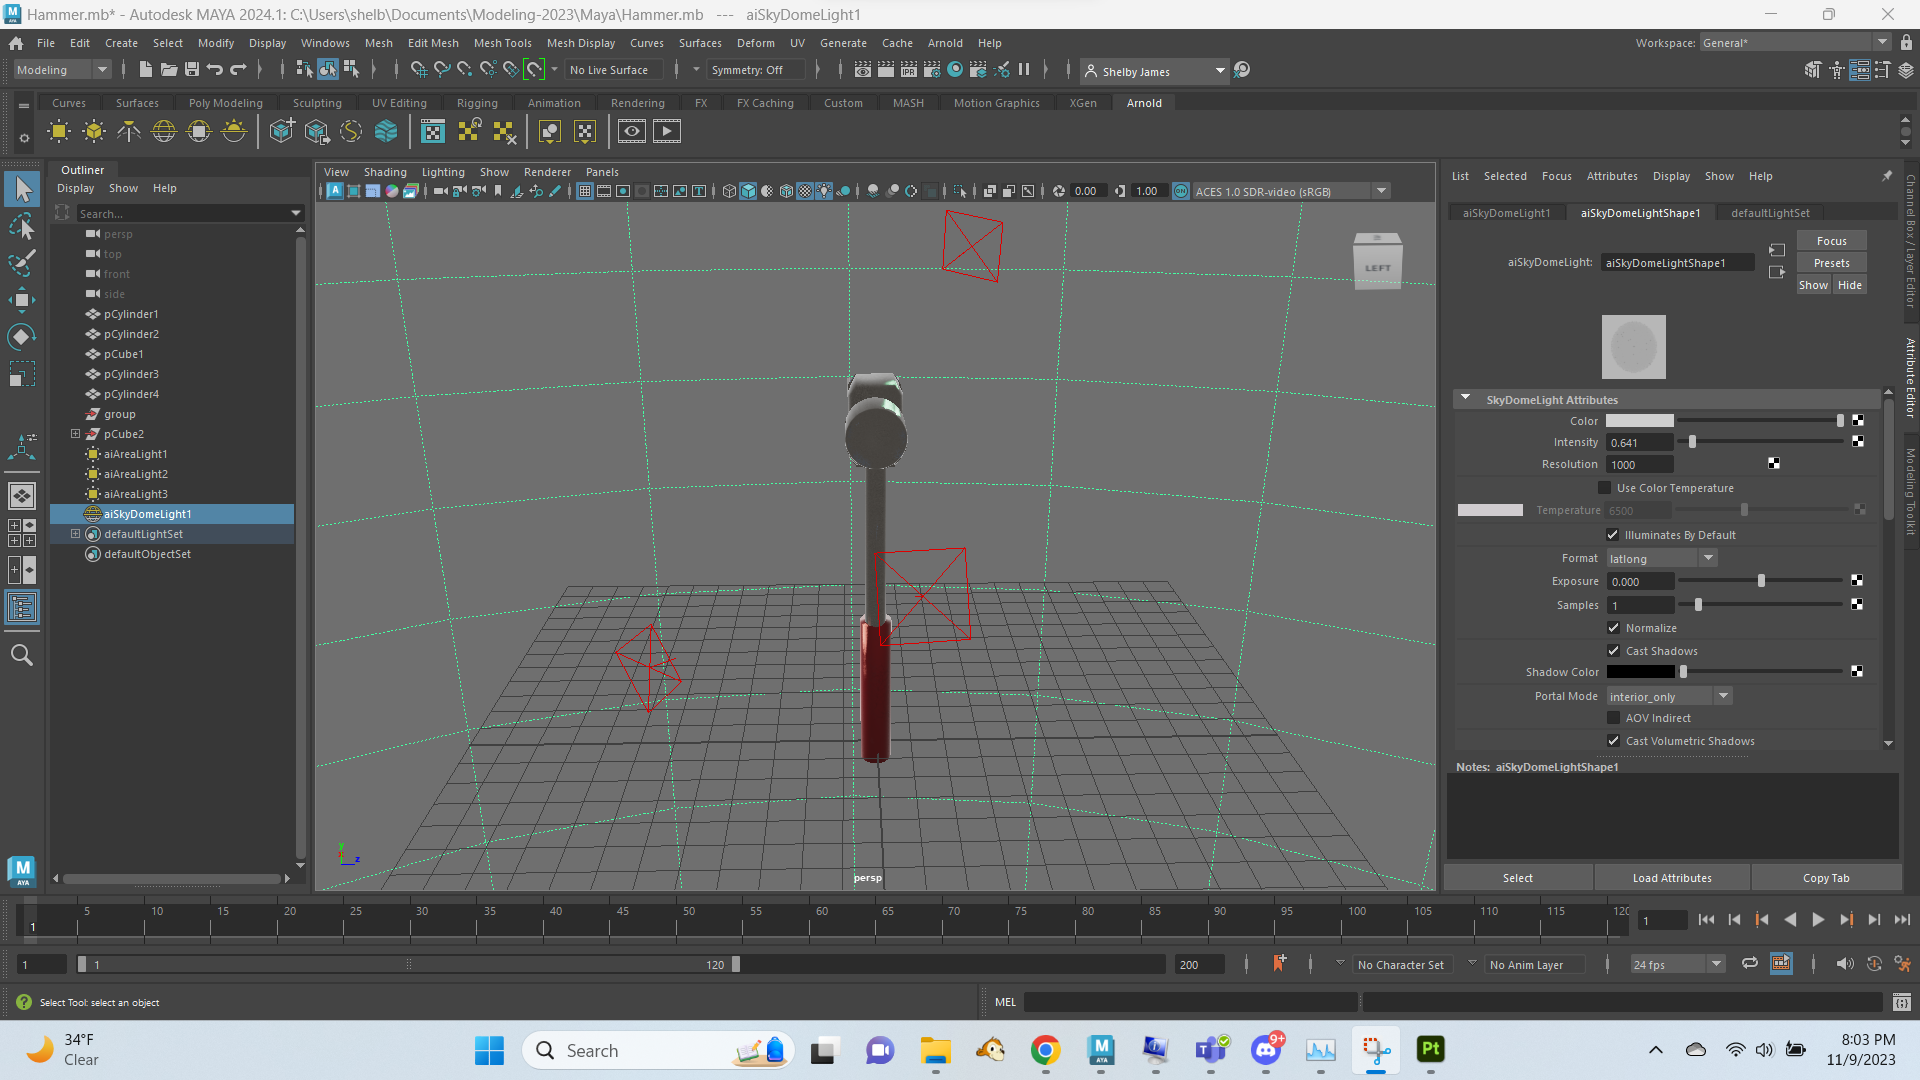 Hammer.mb* - Autodesk MAYA 2024.1: C:\Users\shelb\Documents\Modeling-2023\Maya\Hammer.mb   ---   aiSkyDomeLight1
File Edit Create Select Modify Display Windows Mesh Edit Mesh Mesh Tools Mesh Display Curves Surfaces Deform UV Generate Cache Arnold Help
Workspace: General*
Modeling
No Live Surface
Symmetry: Off
IPR
Shelby James
Curves Surfaces Poly Modeling Sculpting UV Editing Rigging Animation Rendering FX FX Caching Custom MASH Motion Graphics XGen Arnold
Outliner
Display Show Help
Search...
persp
top
front
side
pCylinder1
pCylinder2
pCube1
pCylinder3
pCylinder4
group
pCube2
aiAreaLight1
aiAreaLight2
aiAreaLight3
aiSkyDomeLight1
defaultLightSet
defaultObjectSet
View Shading Lighting Show Renderer Panels
0.00
1.00
ON
ACES 1.0 SDR-video (sRGB)
LEFT
y
z
persp
List Selected Focus Attributes Display Show Help
aiSkyDomeLight1 aiSkyDomeLightShape1 defaultLightSet
aiSkyDomeLight: aiSkyDomeLightShape1
Focus
Presets
Show Hide
SkyDomeLight Attributes
Color
Intensity 0.641
Resolution 1000
Use Color Temperature
Temperature 6500
Illuminates By Default
Format latlong
Exposure 0.000
Samples 1
Normalize
Cast Shadows
Shadow Color
Portal Mode interior_only
AOV Indirect
Cast Volumetric Shadows
Notes: aiSkyDomeLightShape1
Select Load Attributes Copy Tab
Channel Box / Layer Editor
Attribute Editor
Modeling Toolkit
M
AYA
5 10 15 20 25 30 35 40 45 50 55 60 65 70 75 80 85 90 95 100 105 110 115 120
1
1
1
1
120
200
No Character Set
No Anim Layer
24 fps
Select Tool: select an object
MEL
34°F
Clear
Search
M
AYA
9+
Pt
8:03 PM
11/9/2023